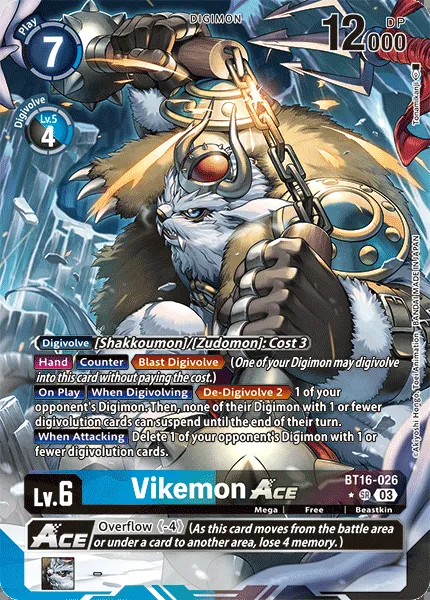 DIGIMON
Play
7
12000
DP
Digivolve
Lv.5
4
Tonamikanji
©Akiyoshi Hongo, Toei Animation BANDAI MADE IN JAPAN
Digivolve [Shakkoumon]/[Zudomon]: Cost 3
Hand Counter Blast Digivolve (One of your Digimon may digivolve
into this card without paying the cost.)
On Play When Digivolving De-Digivolve 2 1 of your
opponent's Digimon. Then, none of their Digimon with 1 or fewer
digivolution cards can suspend until the end of their turn.
When Attacking Delete 1 of your opponent's Digimon with 1 or
fewer digivolution cards.
BT16-026
Lv.6 Vikemon ACE SR 03
Mega Free Beastkin
ACE Overflow《-4》(As this card moves from the battle area
or under a card to another area, lose 4 memory.)
-